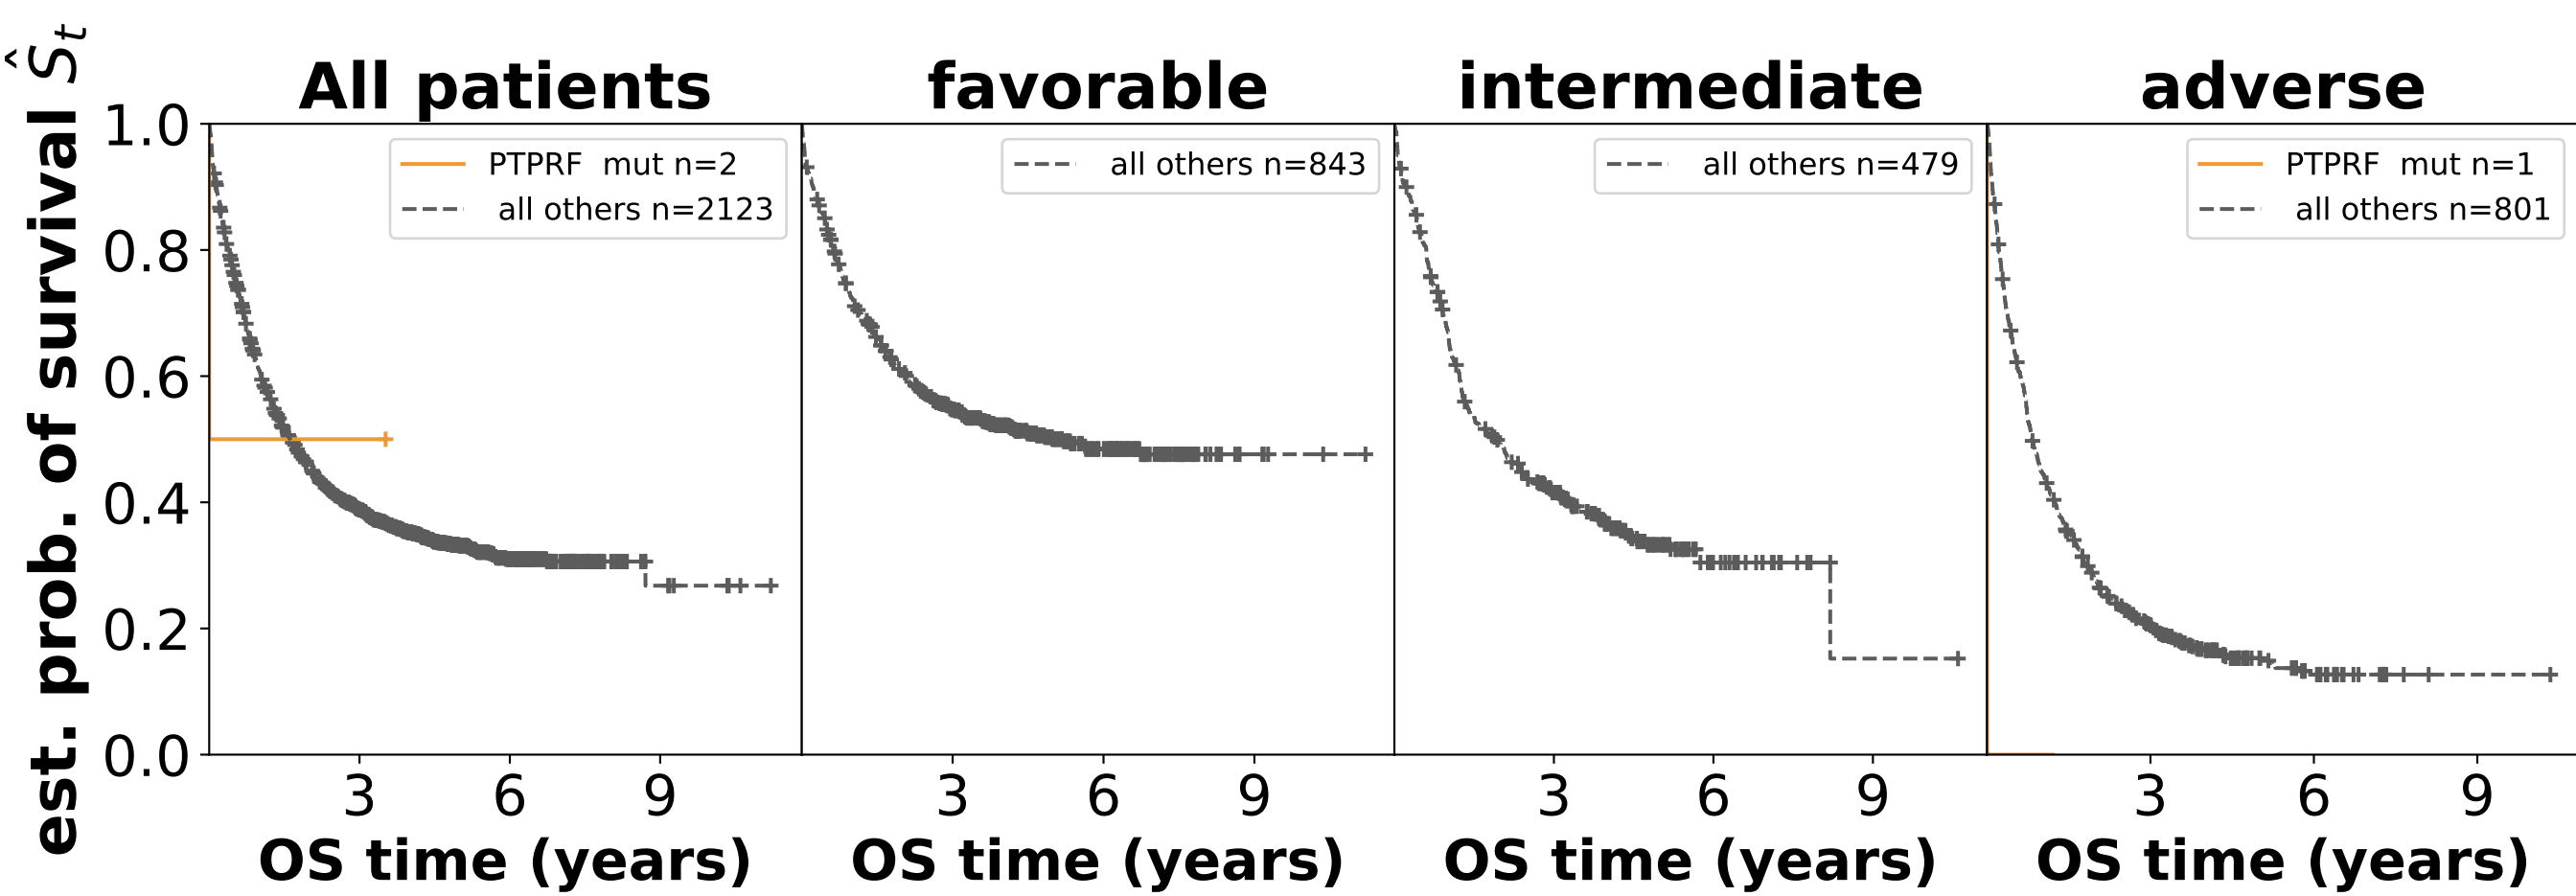 est. prob. of survival Ŝt
All patients
favorable
intermediate
adverse
1.0
0.8
0.6
0.4
0.2
0.0
PTPRF mut n=2
all others n=2123
all others n=843
all others n=479
PTPRF mut n=1
all others n=801
3 6 9
3 6 9
3 6 9
3 6 9
OS time (years)
OS time (years)
OS time (years)
OS time (years)